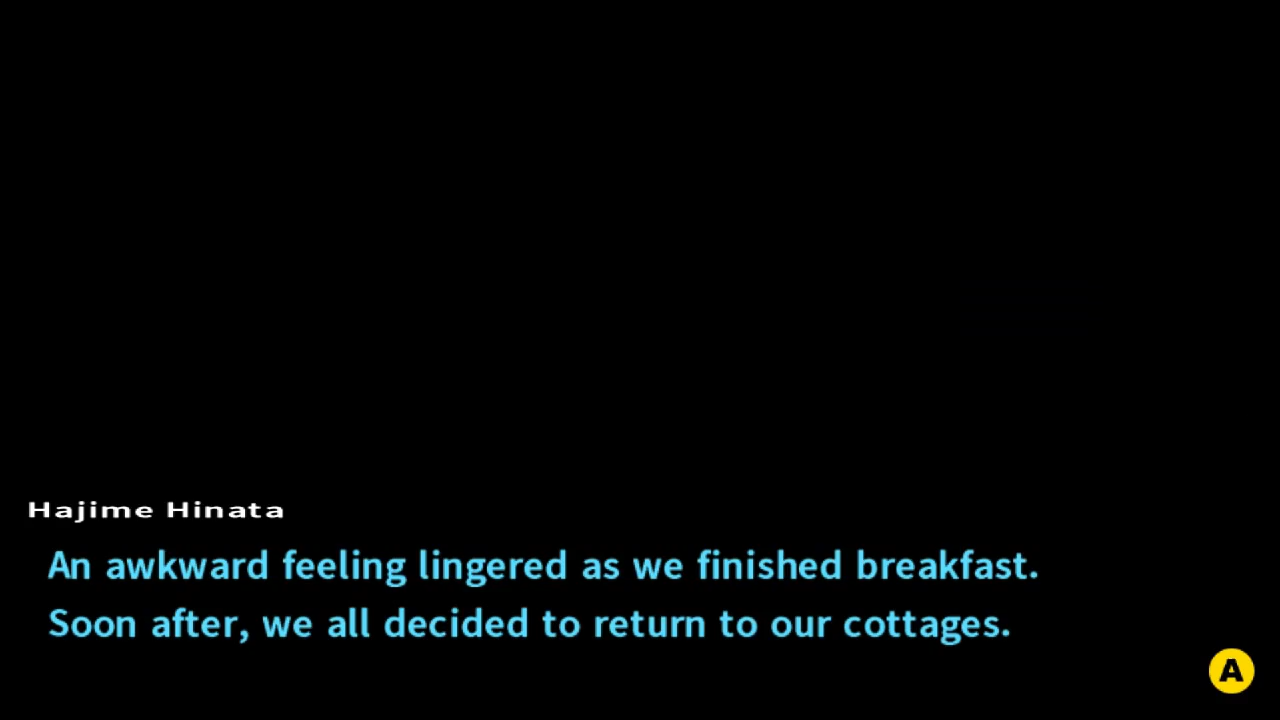 Hajime Hinata
An awkward feeling lingered as we finished breakfast.
Soon after, we all decided to return to our cottages.
A